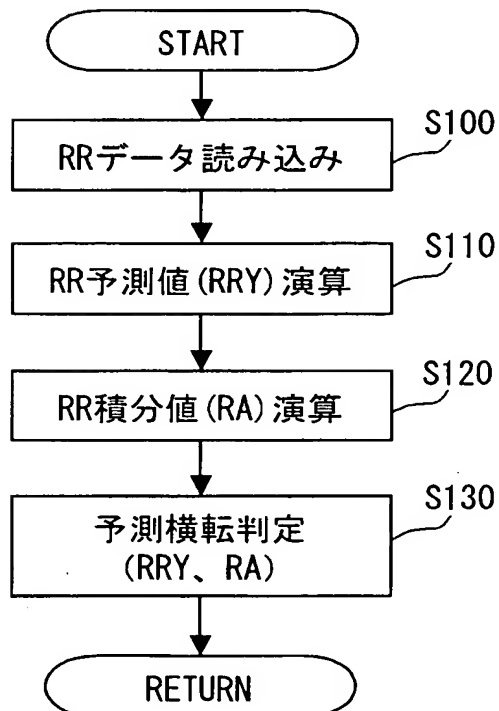 START
S100
RRデータ読み込み
S110
RR予測値(RRY)演算
S120
RR積分値(RA)演算
S130
予測横転判定
(RRY、RA)
RETURN